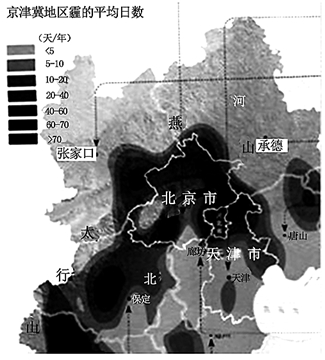 京津冀地区霾的平均日数
(天/年)
<5
5-10
10-20
20-40
40-60
60-70
≥70
燕
河
山
承德
张家口
北京市
太
唐山
廊坊
天津市
行
北
天津
保定
山